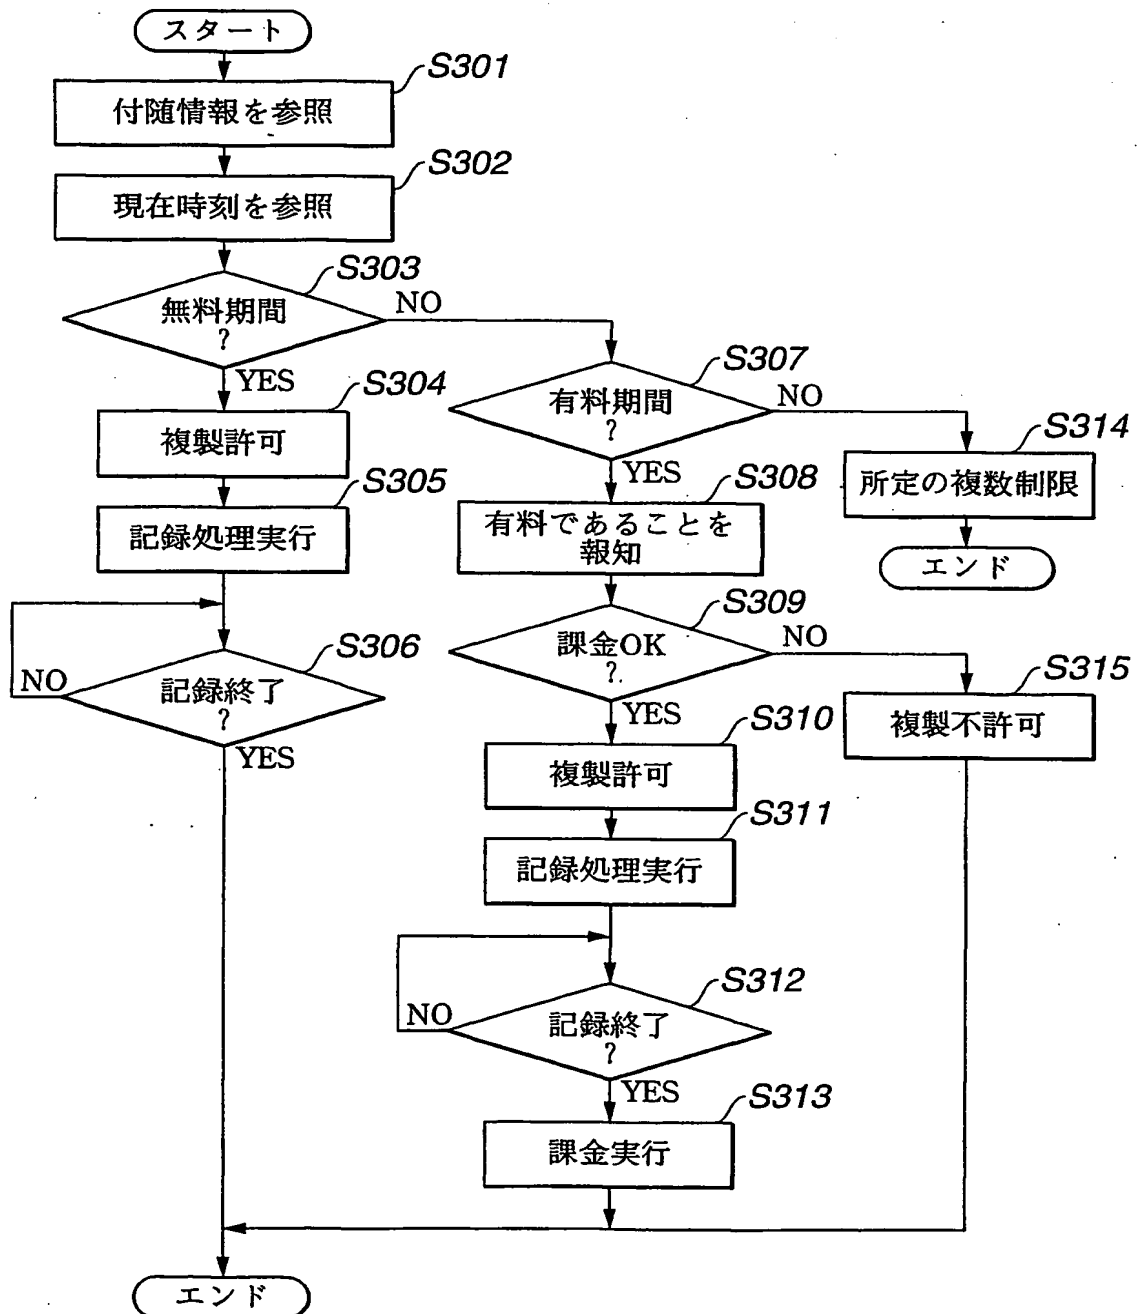 スタート
S301
付随情報を参照
S302
現在時刻を参照
S303
無料期間
?
NO
YES
S304
複製許可
S305
記録処理実行
S306
記録終了
?
NO
YES
S307
有料期間
?
NO
YES
S314
所定の複数制限
エンド
S308
有料であることを
報知
S309
課金OK
?
NO
YES
S315
複製不許可
S310
複製許可
S311
記録処理実行
S312
記録終了
?
NO
YES
S313
課金実行
エンド